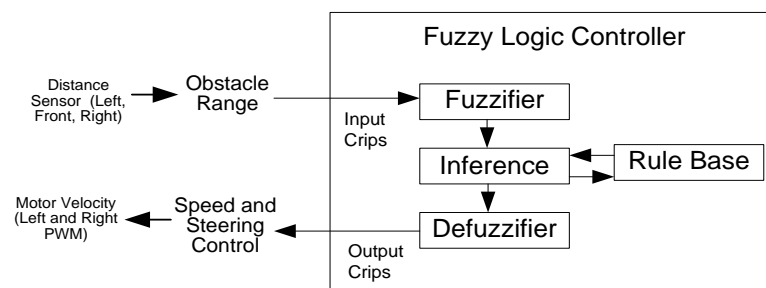 Fuzzy Logic Controller
Distance
Sensor (Left,
Front, Right)
Obstacle
Range
Input
Crips
Fuzzifier
Inference
Rule Base
Defuzzifier
Output
Crips
Speed and
Steering
Control
Motor Velocity
(Left and Right
PWM)